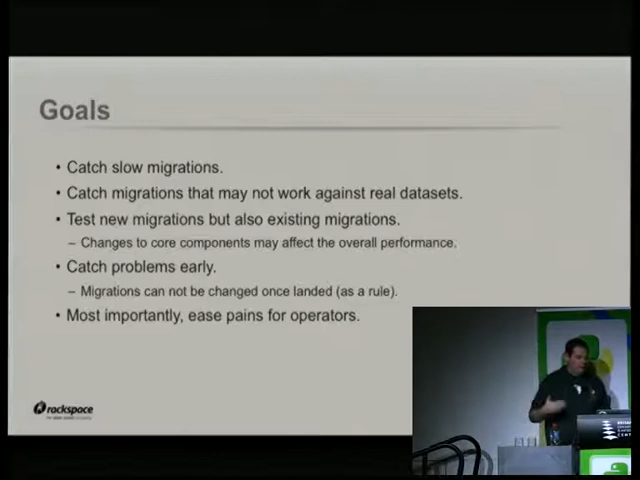 Goals
• Catch slow migrations.
• Catch migrations that may not work against real datasets.
• Test new migrations but also existing migrations.
– Changes to core components may affect the overall performance.
• Catch problems early.
– Migrations can not be changed once landed (as a rule).
• Most importantly, ease pains for operators.
rackspace